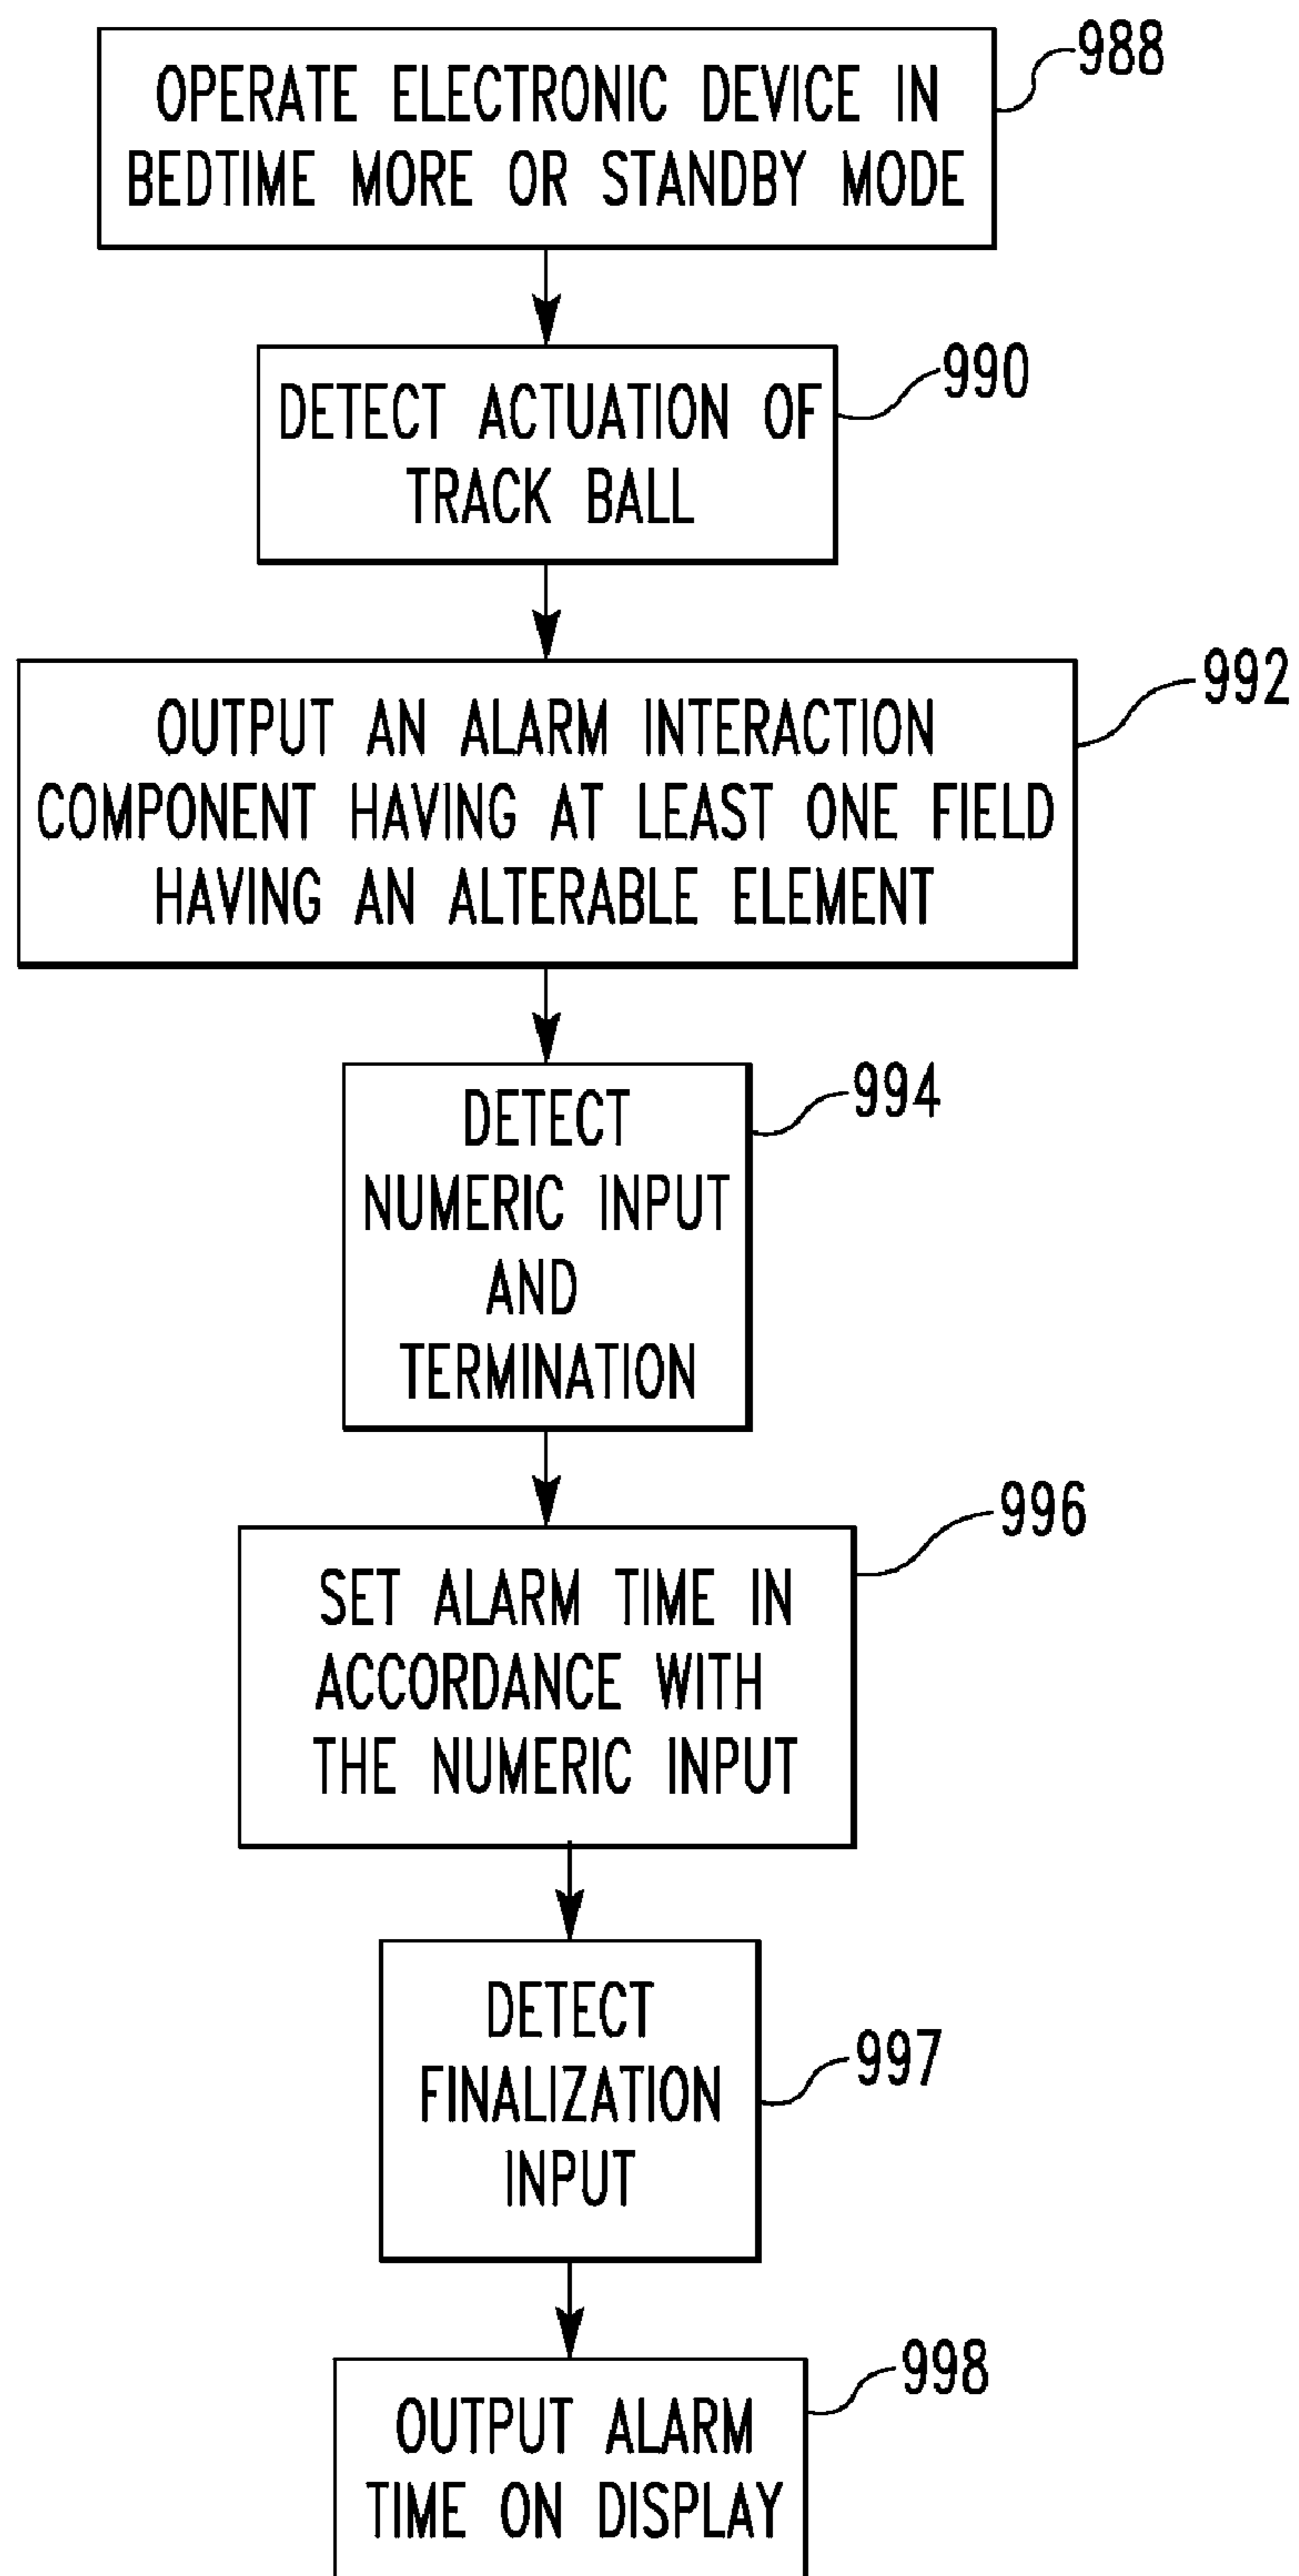 OPERATE ELECTRONIC DEVICE IN
BEDTIME MORE OR STANDBY MODE
988
DETECT ACTUATION OF
TRACK BALL
990
OUTPUT AN ALARM INTERACTION
COMPONENT HAVING AT LEAST ONE FIELD
HAVING AN ALTERABLE ELEMENT
992
DETECT
NUMERIC INPUT
AND
TERMINATION
994
SET ALARM TIME IN
ACCORDANCE WITH
THE NUMERIC INPUT
996
DETECT
FINALIZATION
INPUT
997
OUTPUT ALARM
TIME ON DISPLAY
998